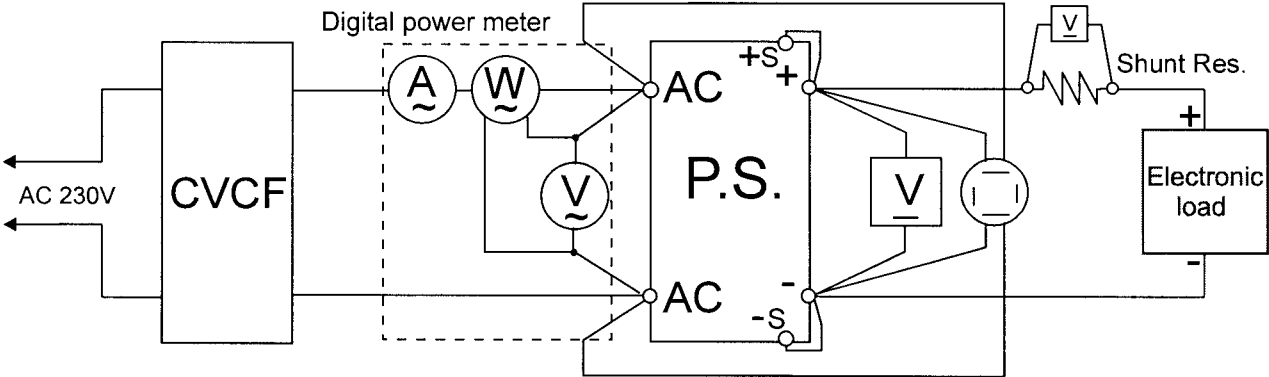 Digital power meter
V
Shunt Res.
A
W
AC
+S
+
+
AC 230V
CVCF
V
P.S.
V
Electronic
load
AC
-
-S
-